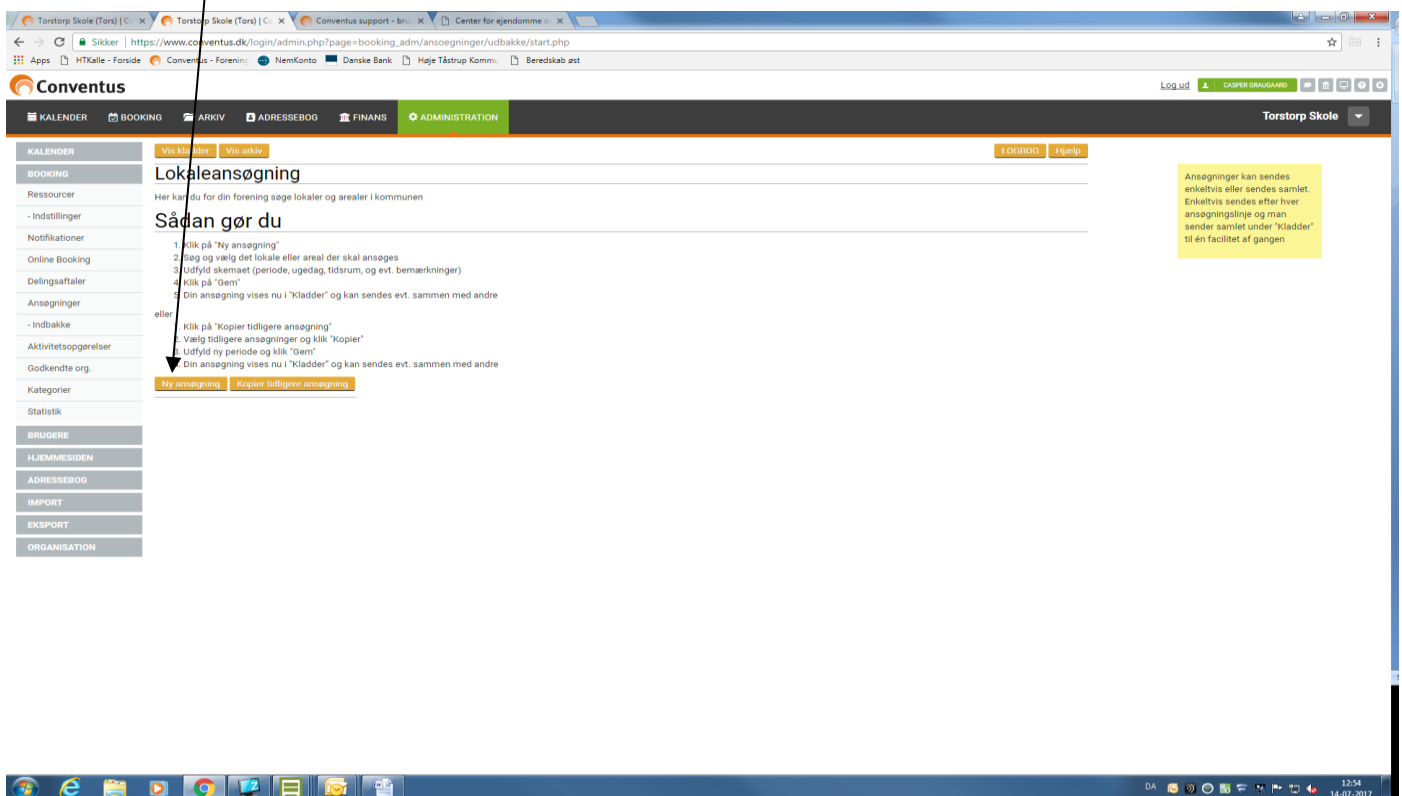 Torstorp Skole (Tors) | Co
Torstorp Skole (Tors) | Co
Conventus support - bru
Center for ejendomme o
Sikker
https://www.conventus.dk/login/admin.php?page=booking_adm/ansoegninger/udbakke/start.php
Apps
HTKalle - Forside
Conventus - Forening
NemKonto
Danske Bank
Høje Tåstrup Kommu
Beredskab øst
Conventus
Log ud
CASPER GRAUGAARD
KALENDER
BOOKING
ARKIV
ADRESSEBOG
FINANS
ADMINISTRATION
Torstorp Skole
KALENDER
BOOKING
Ressourcer
- Indstillinger
Notifikationer
Online Booking
Delingsaftaler
Ansøgninger
- Indbakke
Aktivitetsopgørelser
Godkendte org.
Kategorier
Statistik
BRUGERE
HJEMMESIDEN
ADRESSEBOG
IMPORT
EKSPORT
ORGANISATION
Vis kladder
Vis arkiv
LOGBOG
Hjælp
Lokaleansøgning
Her kan du for din forening søge lokaler og arealer i kommunen
Sådan gør du
1. Klik på "Ny ansøgning"
2. Søg og vælg det lokale eller areal der skal ansøges
3. Udfyld skemaet (periode, ugedag, tidsrum, og evt. bemærkninger)
4. Klik på "Gem"
5. Din ansøgning vises nu i "Kladder" og kan sendes evt. sammen med andre
eller
1. Klik på "Kopier tidligere ansøgning"
2. Vælg tidligere ansøgninger og klik "Kopier"
3. Udfyld ny periode og klik "Gem"
4. Din ansøgning vises nu i "Kladder" og kan sendes evt. sammen med andre
Ny ansøgning
Kopier tidligere ansøgning
Ansøgninger kan sendes
enkeltvis eller sendes samlet.
Enkeltvis sendes efter hver
ansøgningslinje og man
sender samlet under "Kladder"
til én facilitet af gangen
DA
12:54
14-07-2017